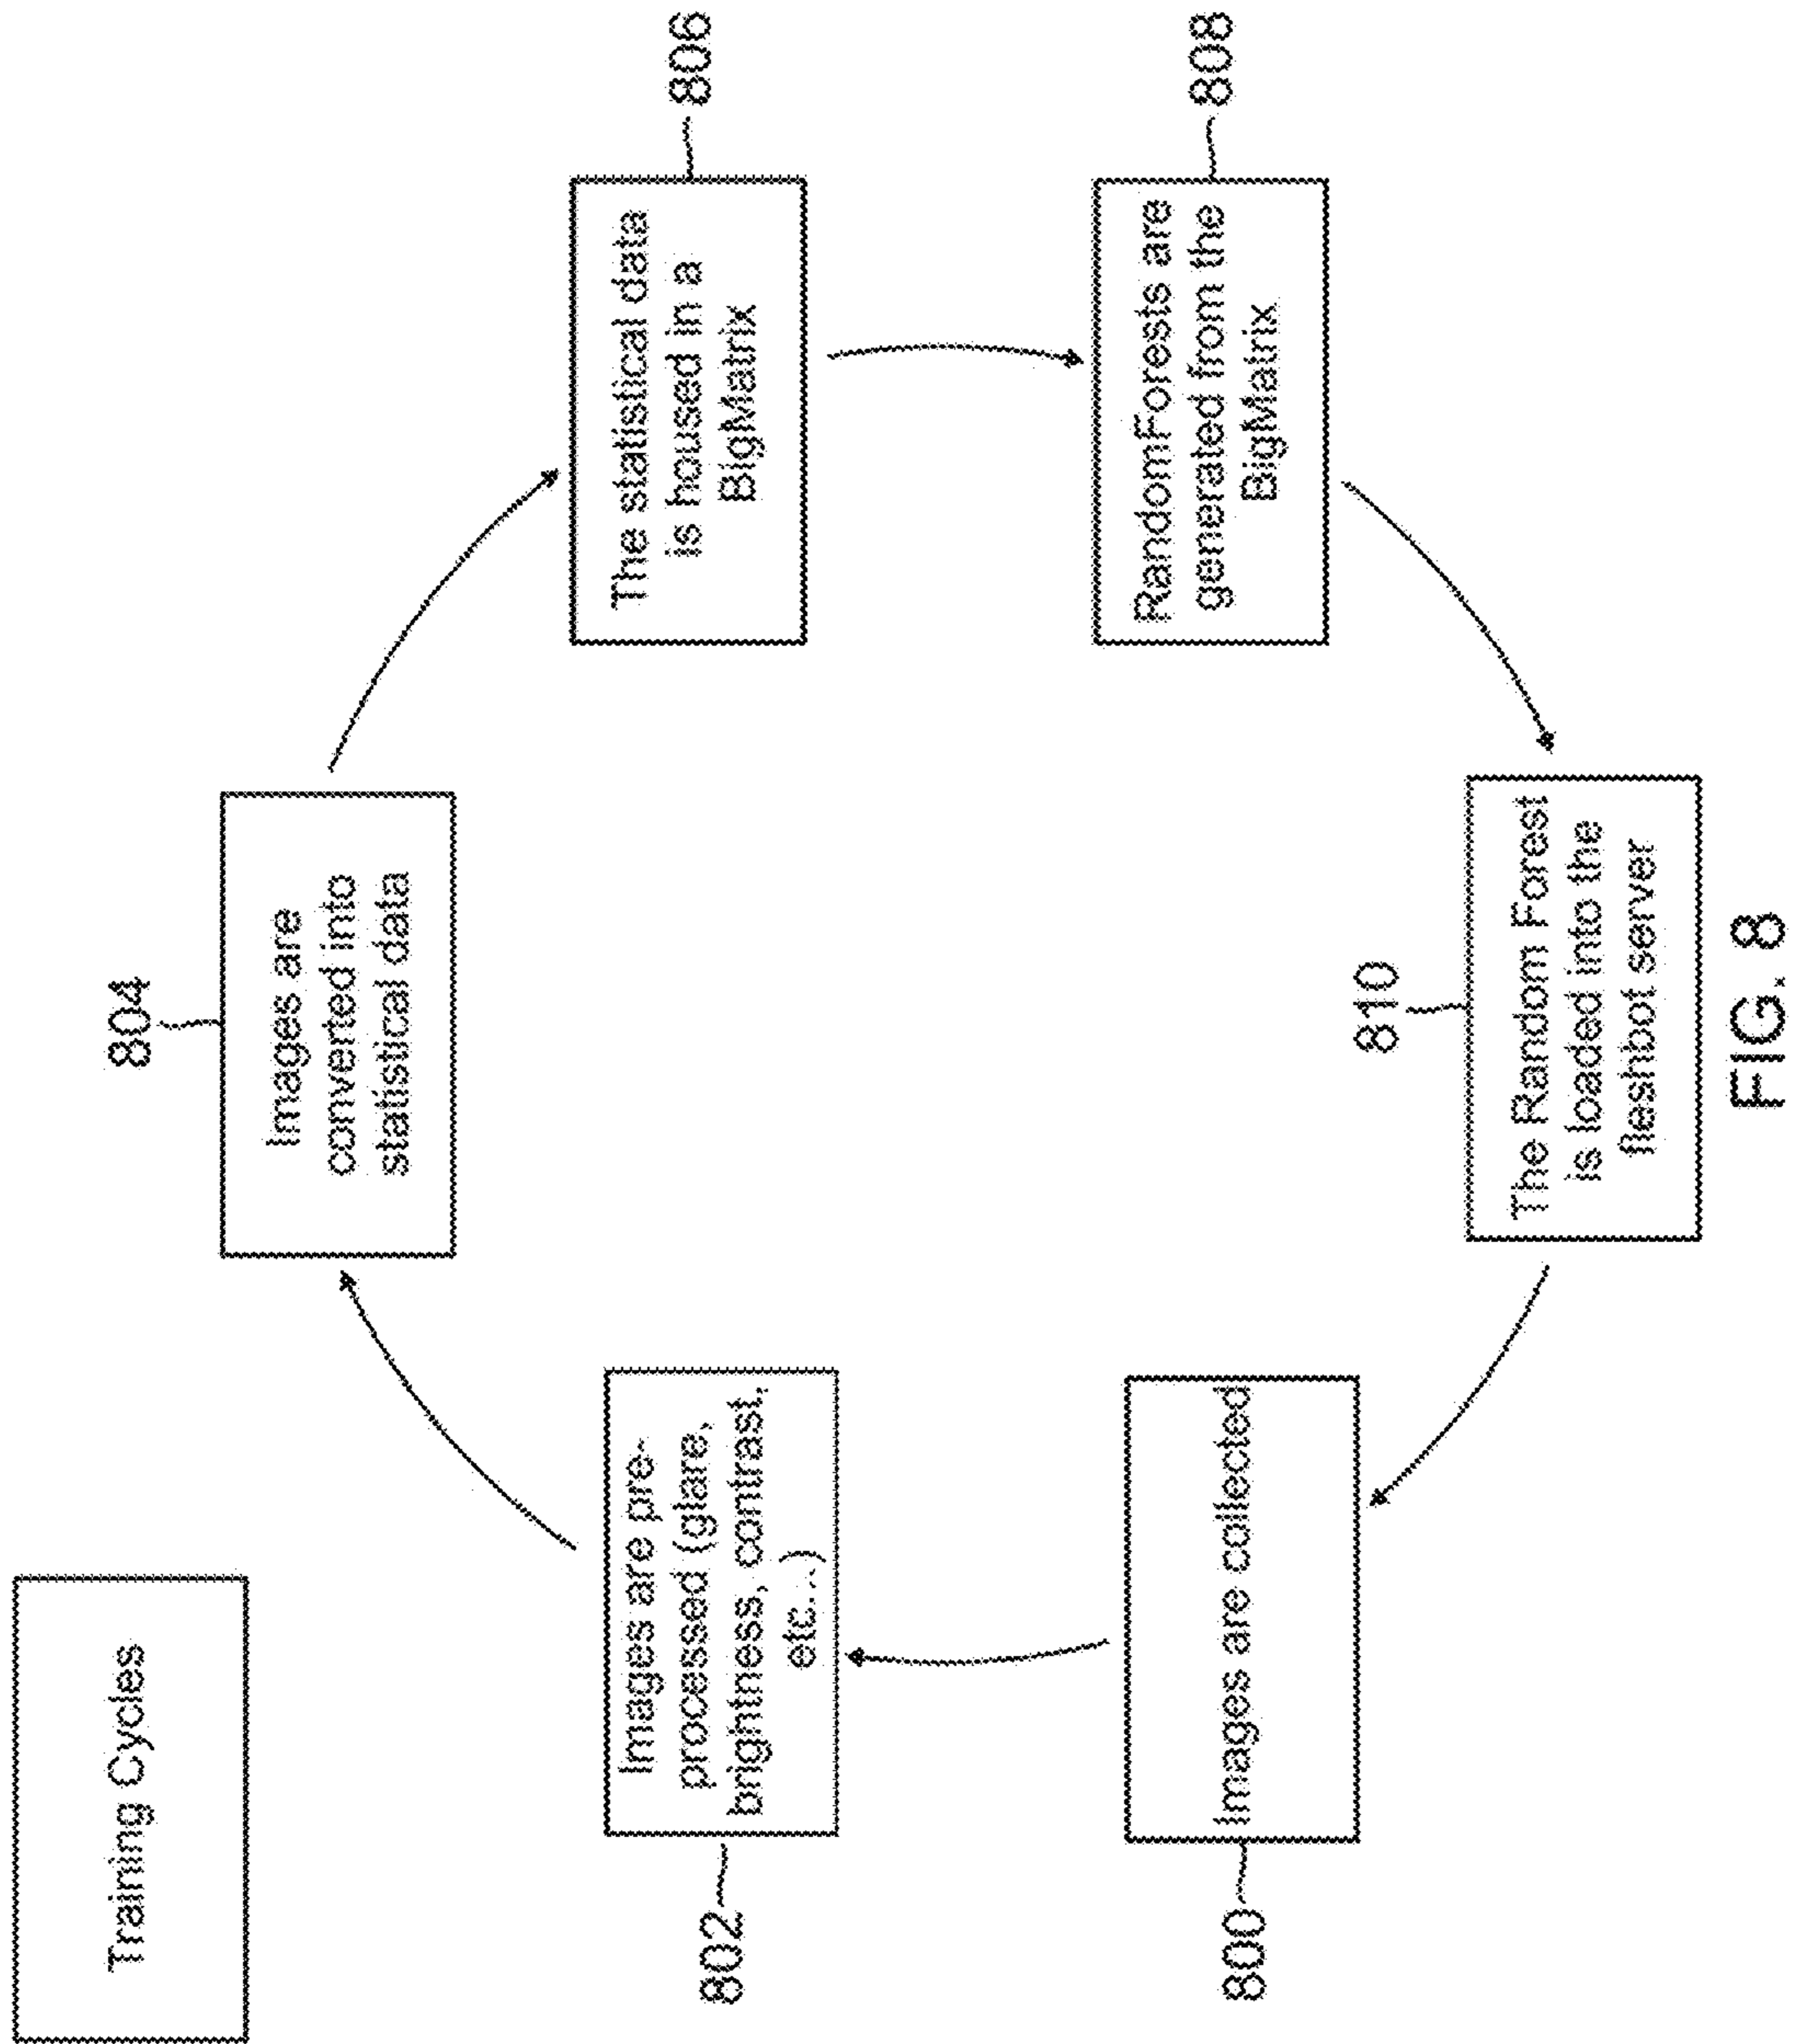 Training Cycles
804
Images are
converted into
statistical data
802
Images are pre-
processed (glare,
brightness, contrast,
etc...)
The statistical data
is housed in a
BigMatrix
806
800
Images are collected
RandomForests are
generated from the
BigMatrix
808
810
The Random Forest
is loaded into the
fleshbot server
FIG. 8